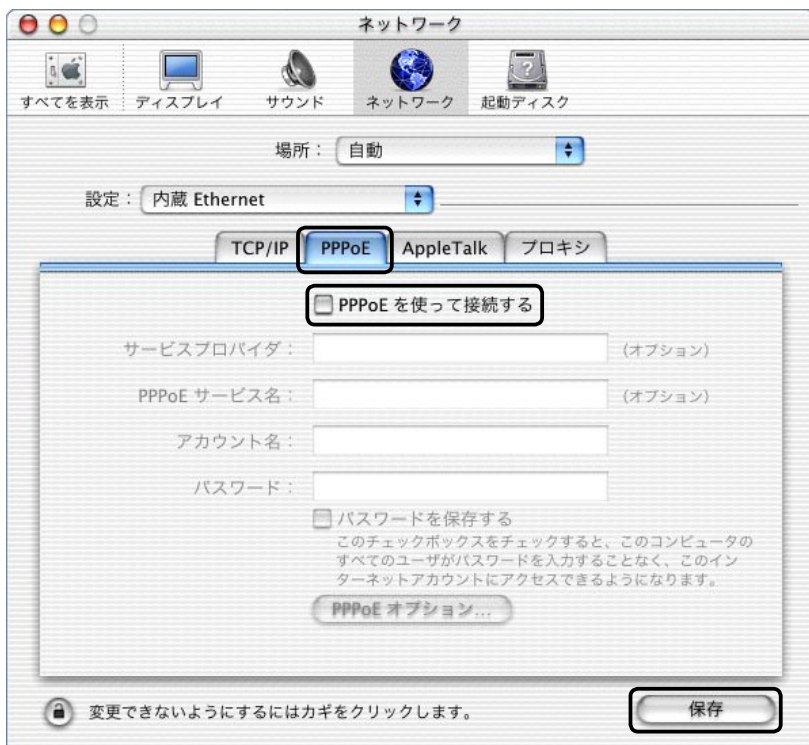 ネットワーク
すべてを表示 ディスプレイ サウンド ネットワーク 起動ディスク
場所： 自動
設定： 内蔵 Ethernet
TCP/IP PPPoE AppleTalk プロキシ
PPPoE を使って接続する
サービスプロバイダ： (オプション)
PPPoE サービス名： (オプション)
アカウント名：
パスワード：
パスワードを保存する
このチェックボックスをチェックすると、このコンピュータの
すべてのユーザがパスワードを入力することなく、このイン
ターネットアカウントにアクセスできるようになります。
PPPoE オプション...
変更できないようにするにはカギをクリックします。 保存